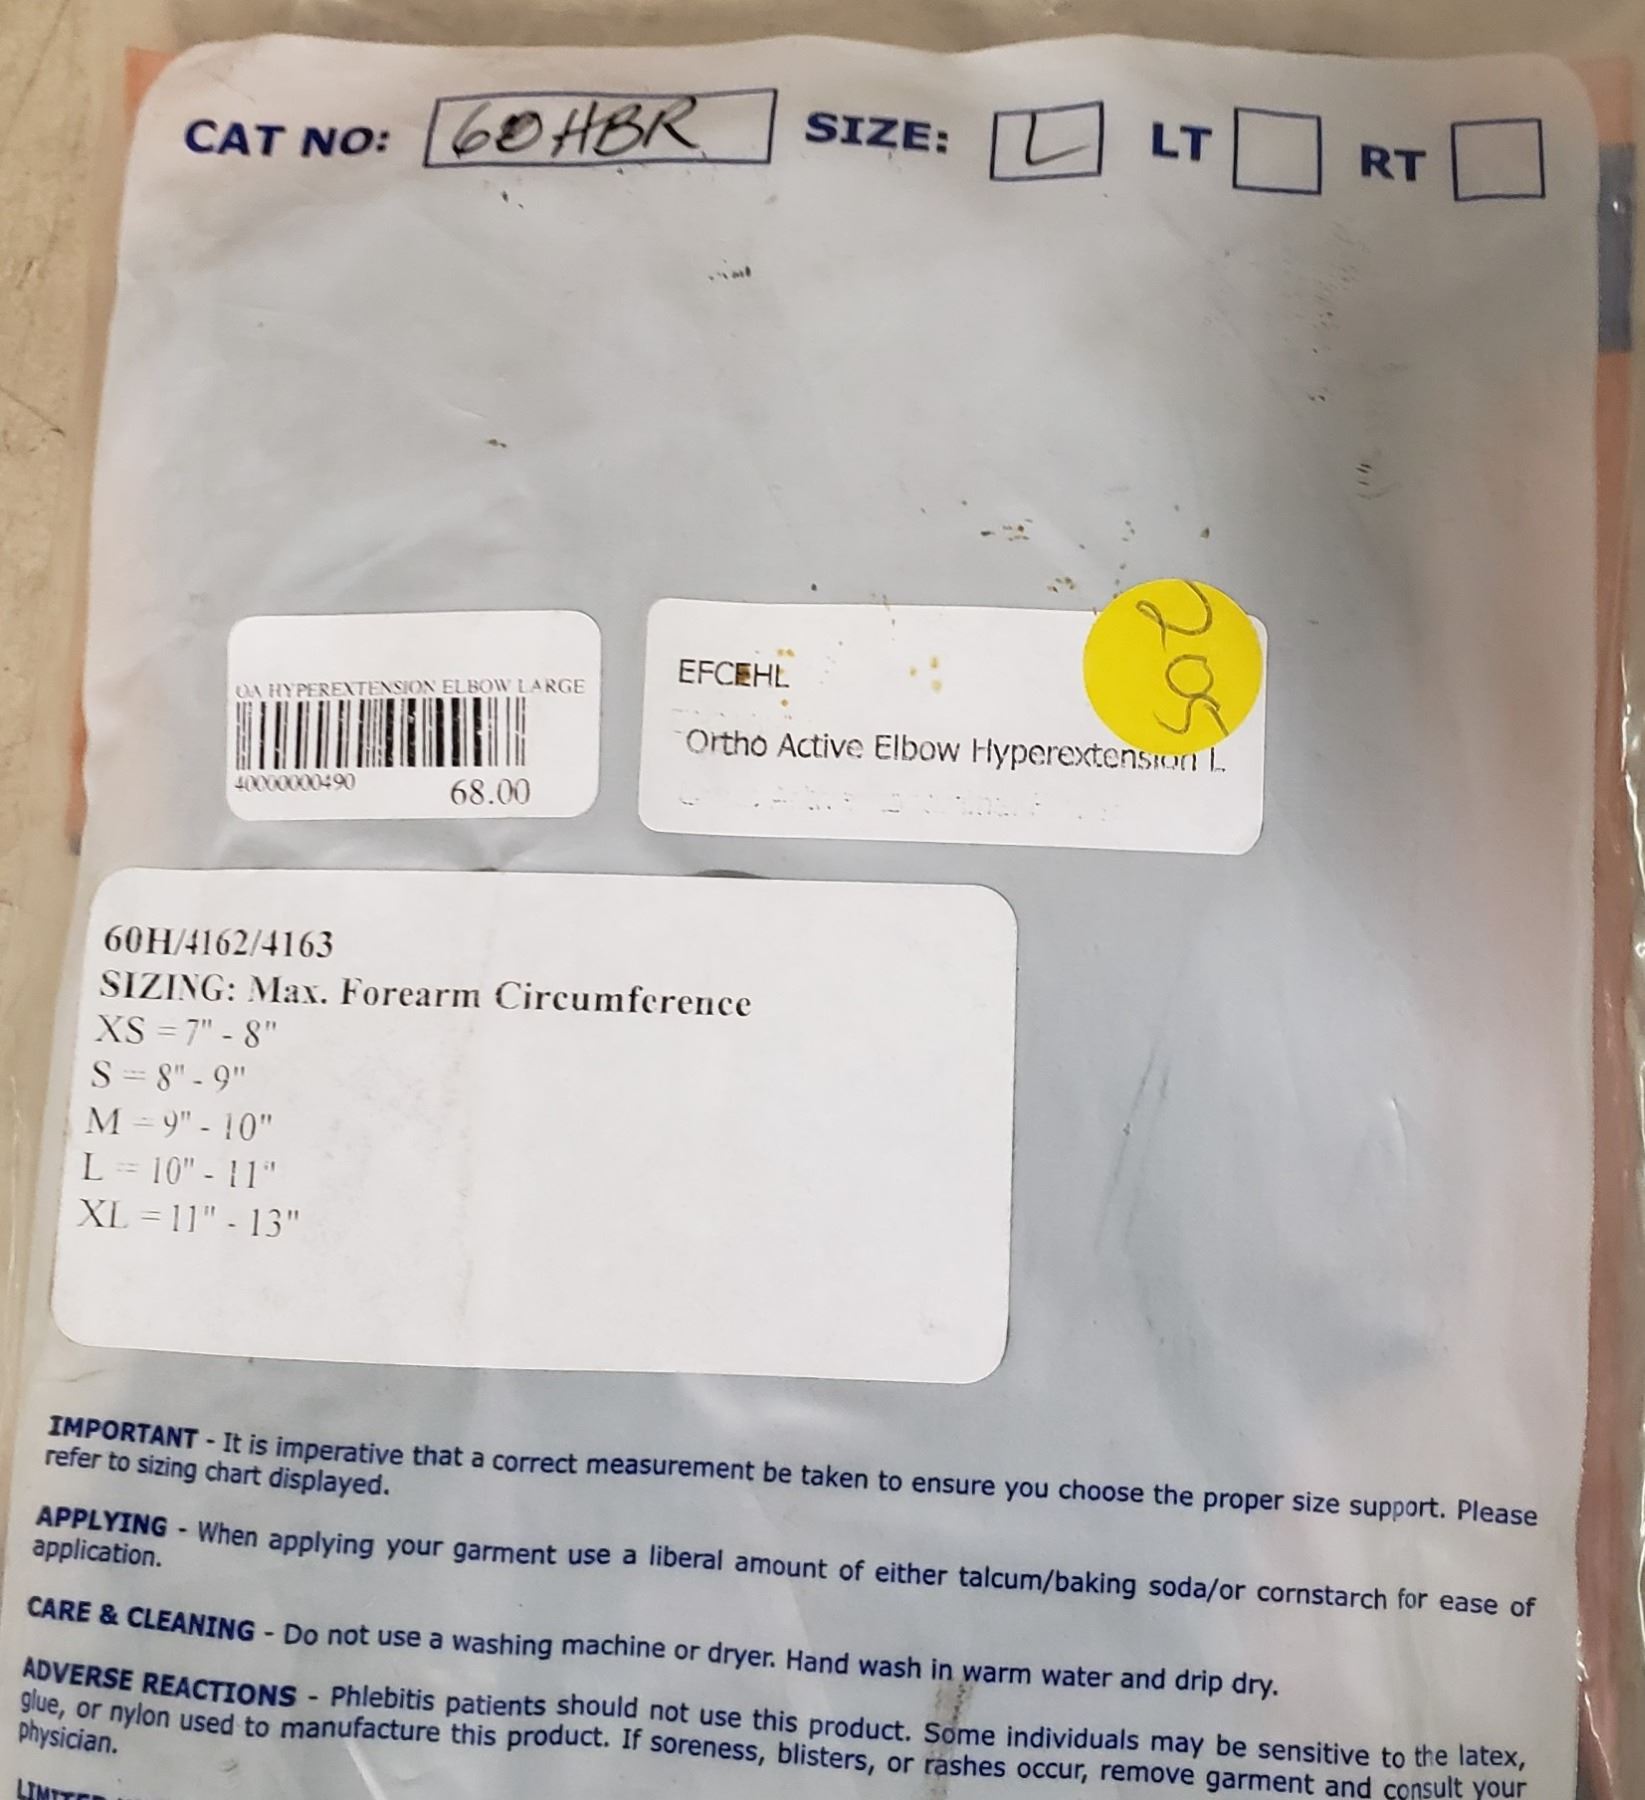 CAT NO: 60HBR SIZE: L LT RT
205
OA HYPEREXTENSION ELBOW LARGE
40000000490 68.00
EFCEHL
Ortho Active Elbow Hyperextension L
60H/4162/4163
SIZING: Max. Forearm Circumference
XS = 7" - 8"
S = 8" - 9"
M = 9" - 10"
L = 10" - 11"
XL = 11" - 13"
IMPORTANT - It is imperative that a correct measurement be taken to ensure you choose the proper size support. Please
refer to sizing chart displayed.
APPLYING - When applying your garment use a liberal amount of either talcum/baking soda/or cornstarch for ease of
application.
CARE & CLEANING - Do not use a washing machine or dryer. Hand wash in warm water and drip dry.
ADVERSE REACTIONS - Phlebitis patients should not use this product. Some individuals may be sensitive to the latex,
glue, or nylon used to manufacture this product. If soreness, blisters, or rashes occur, remove garment and consult your
physician.